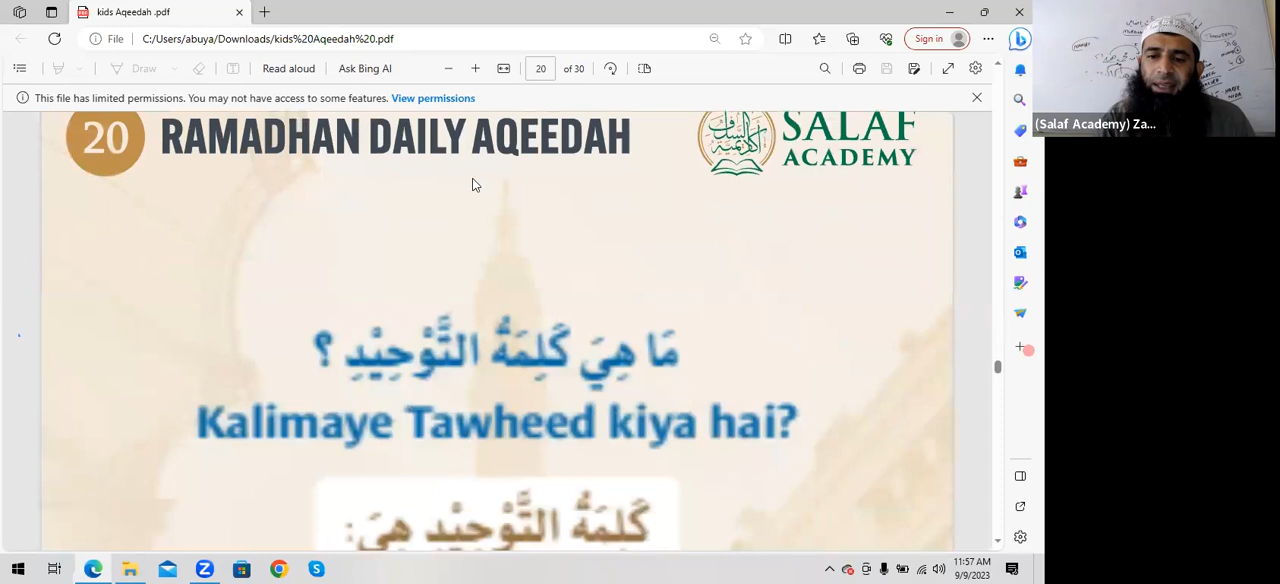 kids Aqeedah .pdf
File
C:/Users/abuya/Downloads/kids%20Aqeedah%20.pdf
Sign in
Draw
Read aloud
Ask Bing AI
20
of 30
This file has limited permissions. You may not have access to some features. View permissions
20
RAMADHAN DAILY AQEEDAH
SALAF
ACADEMY
مَا هِيَ كَلِمَةُ التَّوْحِيْدِ ؟
Kalimaye Tawheed kiya hai?
كَلِمَةُ التَّوْحِيْدِ هِيَ:
(Salaf Academy) Za...
11:57 AM
9/9/2023